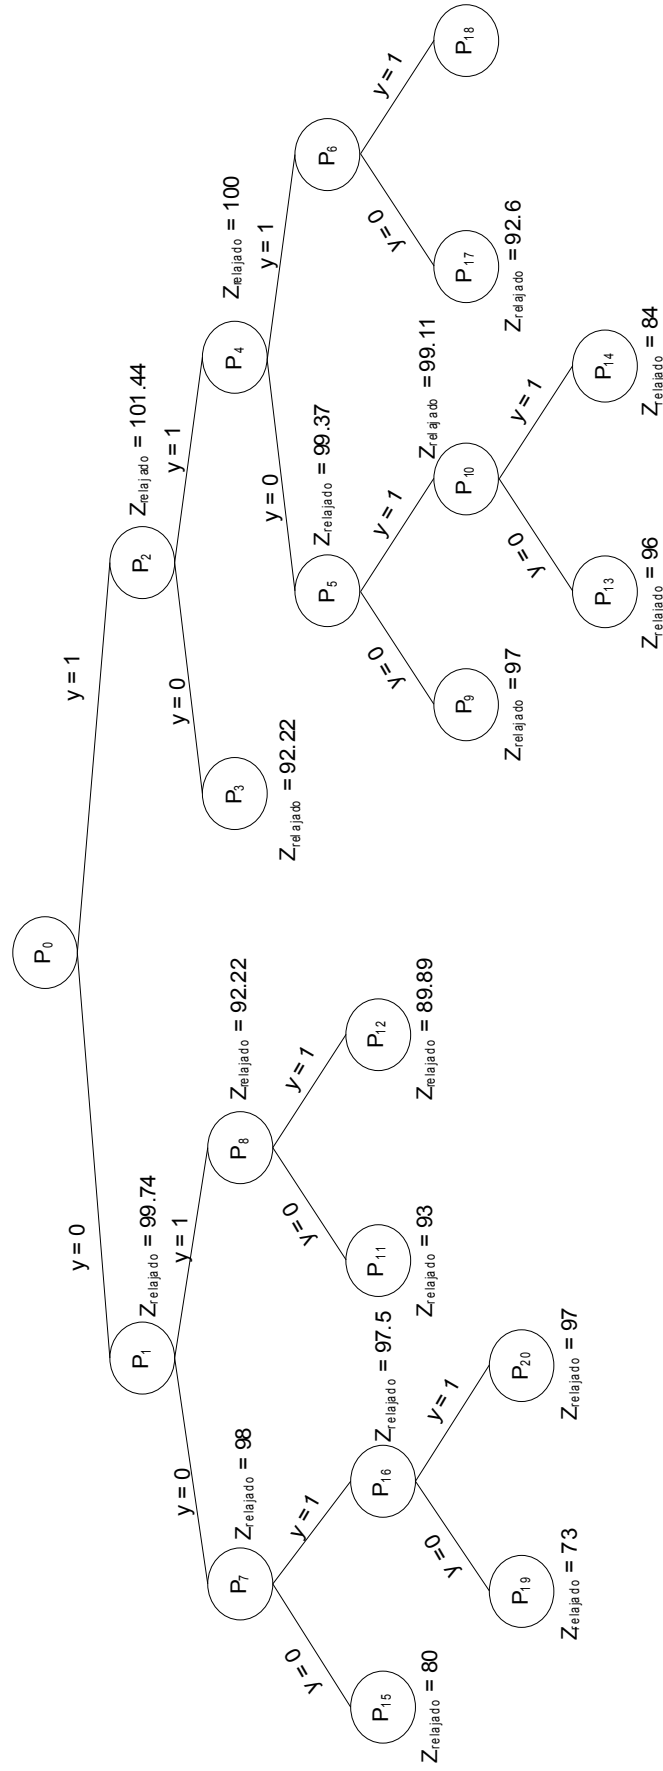 P0
y = 0
y = 1
P1
Zrelajado = 99.74
P2
Zrelajado = 101.44
y = 0
y = 1
y = 0
y = 1
P7
Zrelajado = 98
P8
Zrelajado = 92.22
P3
Zrelajado = 92.22
P4
Zrelajado = 100
y=0
y = 1
y=0
y = 1
y = 0
y = 1
P15
Zrelajado = 80
P16
Zrelajado = 97.5
P11
Zrelajado = 93
P12
Zrelajado = 89.89
P5
Zrelajado = 99.37
P6
y=0
y = 1
y=0
y = 1
y=0
y = 1
P19
Zrelajado = 73
P20
Zrelajado = 97
P9
Zrelajado = 97
P10
Zrelajado = 99.11
P17
Zrelajado = 92.6
P18
y=0
y = 1
P13
Zrelajado = 96
P14
Zrelajado = 84